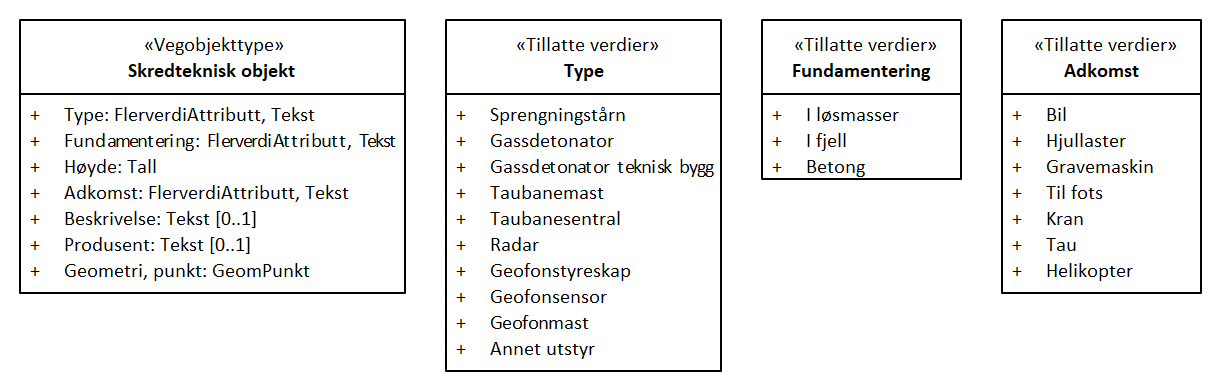 «Vegobjekttype»
Skredteknisk objekt
+ Type: FlerverdiAttributt, Tekst
+ Fundamentering: FlerverdiAttributt, Tekst
+ Høyde: Tall
+ Adkomst: FlerverdiAttributt, Tekst
+ Beskrivelse: Tekst [0..1]
+ Produsent: Tekst [0..1]
+ Geometri, punkt: GeomPunkt
«Tillatte verdier»
Type
+ Sprengningstårn
+ Gassdetonator
+ Gassdetonator teknisk bygg
+ Taubanemast
+ Taubanesentral
+ Radar
+ Geofonstyreskap
+ Geofonsensor
+ Geofonmast
+ Annet utstyr
«Tillatte verdier»
Fundamentering
+ I løsmasser
+ I fjell
+ Betong
«Tillatte verdier»
Adkomst
+ Bil
+ Hjullaster
+ Gravemaskin
+ Til fots
+ Kran
+ Tau
+ Helikopter